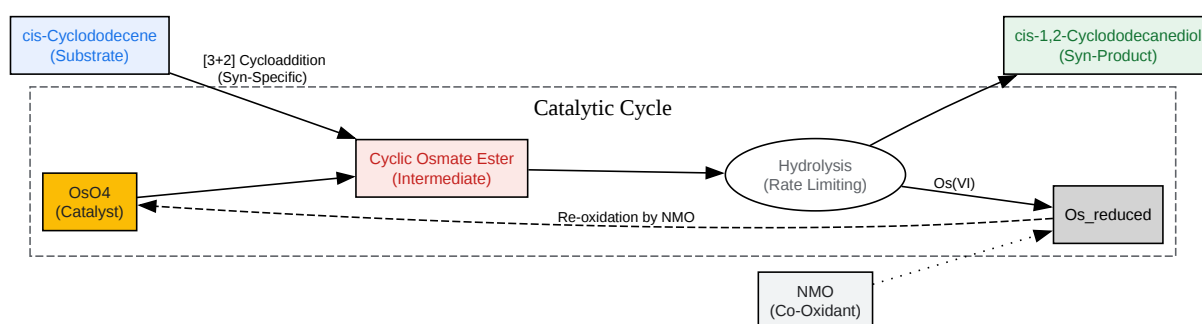 cis-Cyclododecene
(Substrate)
cis-1,2-Cyclododecanediol
(Syn-Product)
[3+2] Cycloaddition
(Syn-Specific)
Catalytic Cycle
Cyclic Osmate Ester
(Intermediate)
Hydrolysis
(Rate Limiting)
OsO4
(Catalyst)
Os(VI)
Re-oxidation by NMO
Os_reduced
NMO
(Co-Oxidant)